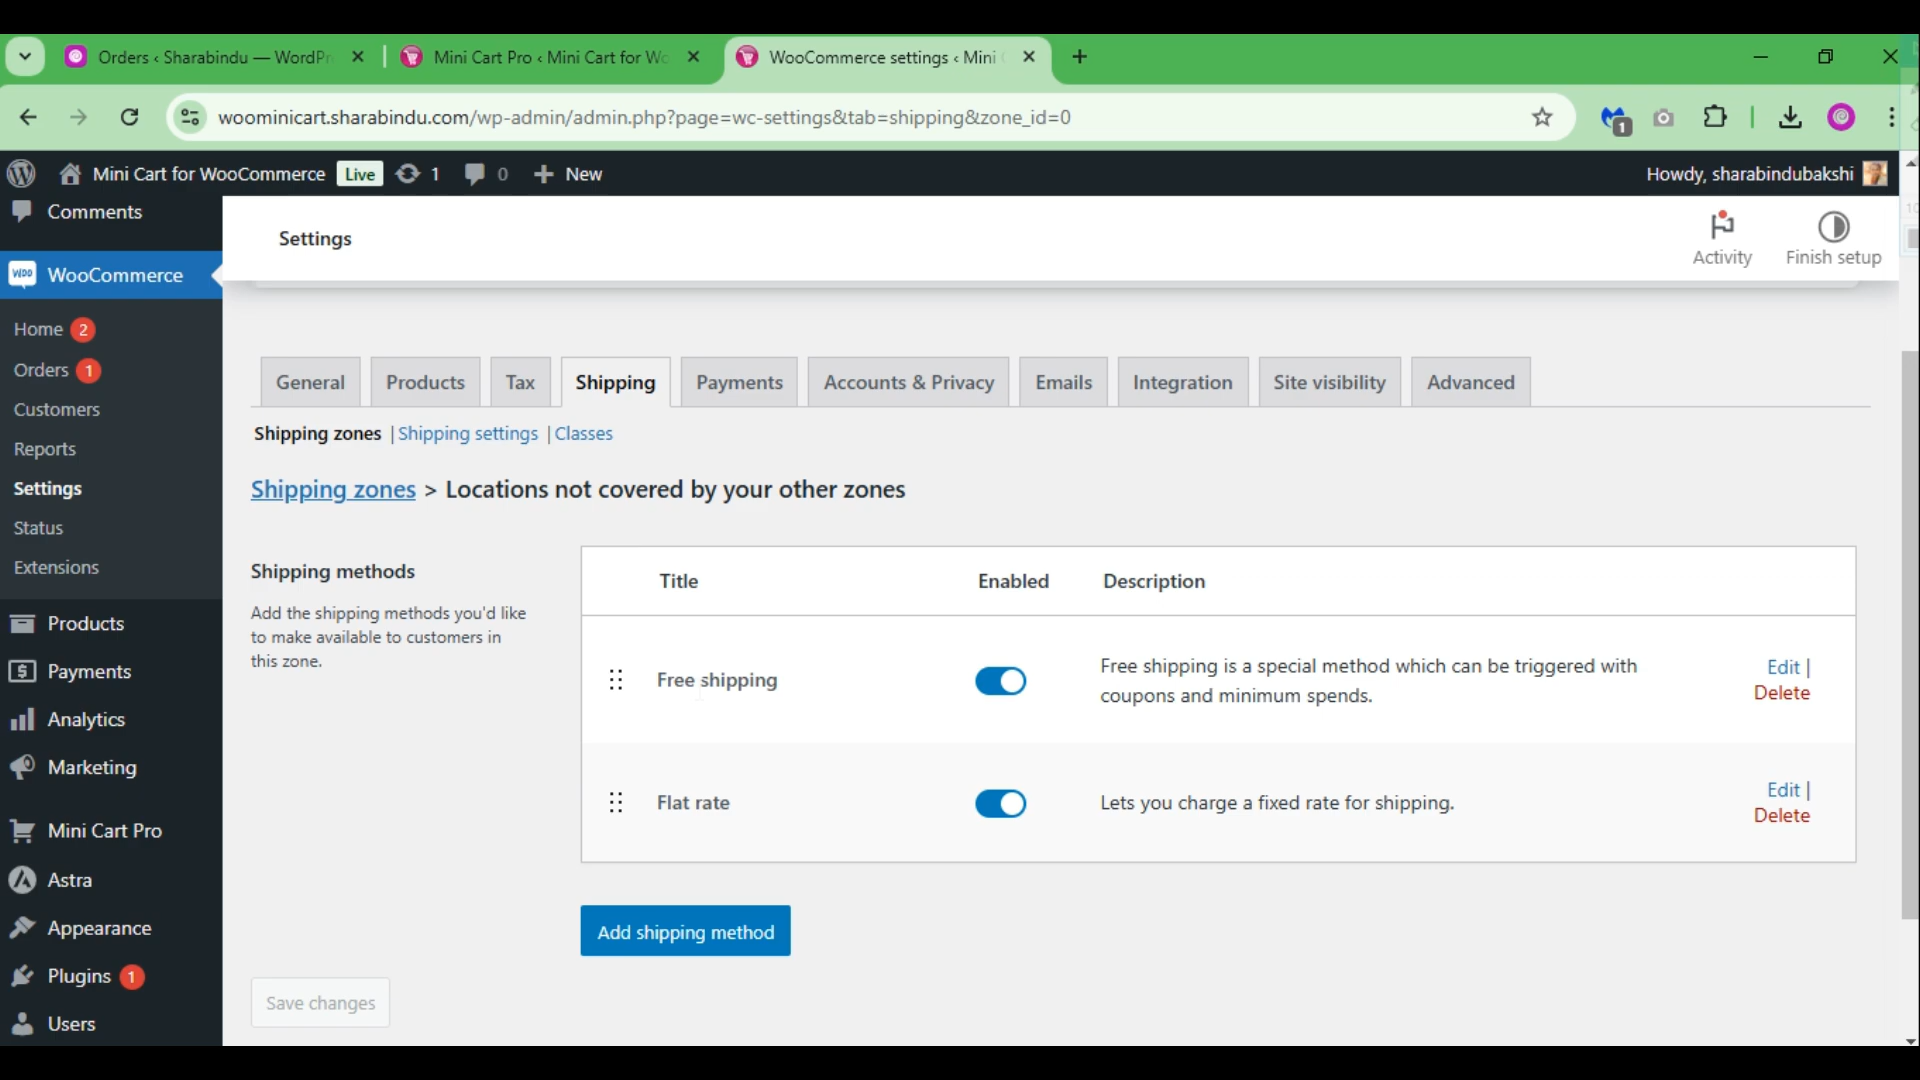 Orders ‹ Sharabindu — WordPr
Mini Cart Pro ‹ Mini Cart for Wo
WooCommerce settings ‹ Mini
woominicart.sharabindu.com/wp-admin/admin.php?page=wc-settings&tab=shipping&zone_id=0
1
Mini Cart for WooCommerce Live 1 0 New
Howdy, sharabindubakshi
Comments
Settings
Activity
Finish setup
WooCommerce
Home 2
Orders 1
Customers
Reports
Settings
Status
Extensions
Products
Payments
Analytics
Marketing
Mini Cart Pro
Astra
Appearance
Plugins 1
Users
General Products Tax Shipping Payments Accounts & Privacy Emails Integration Site visibility Advanced
Shipping zones | Shipping settings | Classes
Shipping zones > Locations not covered by your other zones
Shipping methods
Add the shipping methods you'd like
to make available to customers in
this zone.
Title Enabled Description
Free shipping
Free shipping is a special method which can be triggered with
coupons and minimum spends.
Edit |
Delete
Flat rate
Lets you charge a fixed rate for shipping.
Edit |
Delete
Add shipping method
Save changes